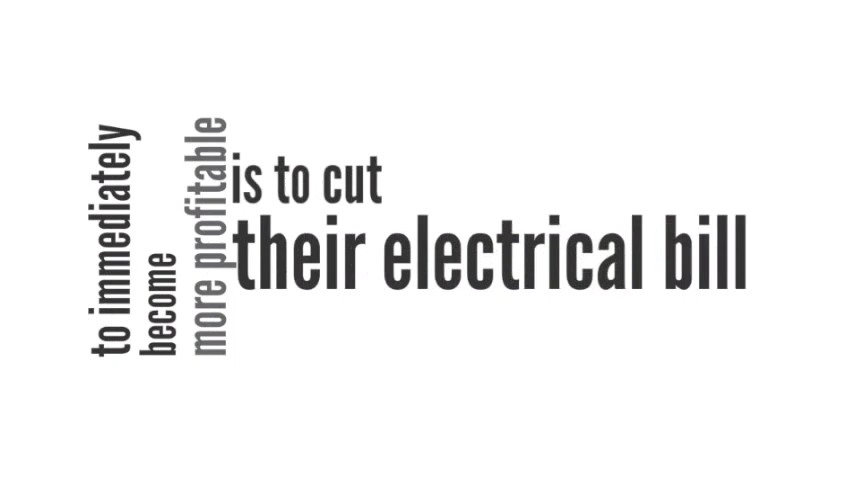 to immediately
become
more profitable
is to cut
their electrical bill